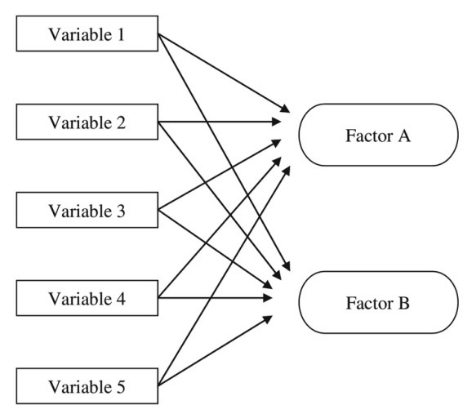 Variable 1
Variable 2
Factor A
Variable 3
Variable 4
Factor B
Variable 5